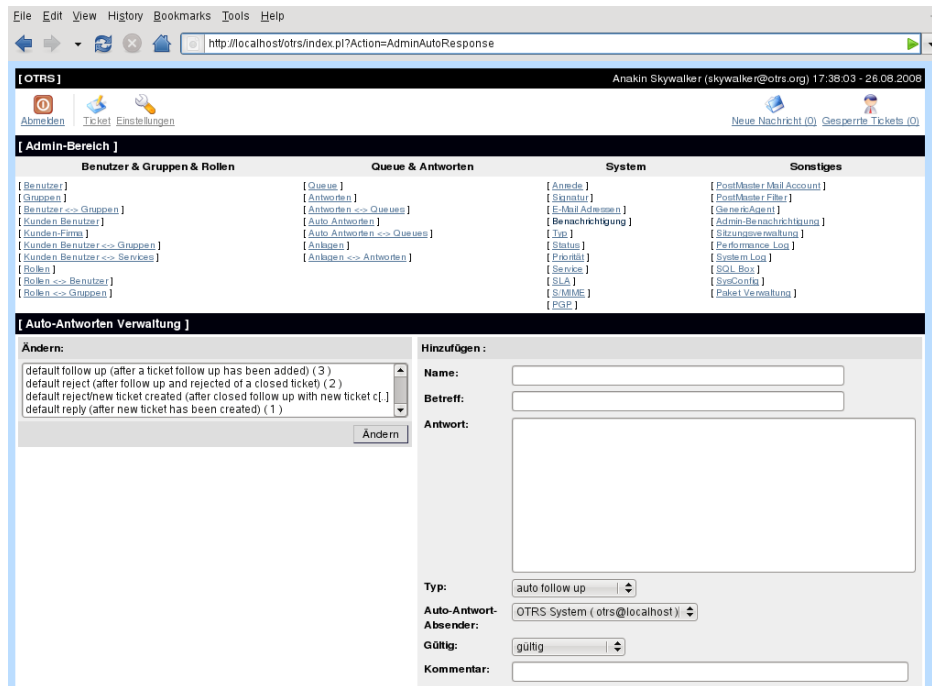 File Edit View History Bookmarks Tools Help
http://localhost/otrs/index.pl?Action=AdminAutoResponse
[ OTRS ]
Anakin Skywalker (skywalker@otrs.org) 17:38:03 - 26.08.2008
Abmelden Ticket Einstellungen
Neue Nachricht (0) Gesperrte Tickets (0)
[ Admin-Bereich ]
Benutzer & Gruppen & Rollen
[ Benutzer ]
[ Gruppen ]
[ Benutzer <-> Gruppen ]
[ Kunden Benutzer ]
[ Kunden-Firma ]
[ Kunden Benutzer <-> Gruppen ]
[ Kunden Benutzer <-> Services ]
[ Rollen ]
[ Rollen <-> Benutzer ]
[ Rollen <-> Gruppen ]
Queue & Antworten
[ Queue ]
[ Antworten ]
[ Antworten <-> Queues ]
[ Auto Antworten ]
[ Auto Antworten <-> Queues ]
[ Anlagen ]
[ Anlagen <-> Antworten ]
System
[ Anrede ]
[ Signatur ]
[ E-Mail Adressen ]
[ Benachrichtigung ]
[ Typ ]
[ Status ]
[ Priorität ]
[ Service ]
[ SLA ]
[ S/MIME ]
[ PGP ]
Sonstiges
[ PostMaster Mail Account ]
[ PostMaster Filter ]
[ GenericAgent ]
[ Admin-Benachrichtigung ]
[ Sitzungsverwaltung ]
[ Performance Log ]
[ System Log ]
[ SQL Box ]
[ SysConfig ]
[ Paket Verwaltung ]
[ Auto-Antworten Verwaltung ]
Ändern:
default follow up (after a ticket follow up has been added) ( 3 )
default reject (after follow up and rejected of a closed ticket) ( 2 )
default reject/new ticket created (after closed follow up with new ticket c[..]
default reply (after new ticket has been created) ( 1 )
Ändern
Hinzufügen :
Name:
Betreff:
Antwort:
Typ: auto follow up
Auto-Antwort-
Absender: OTRS System ( otrs@localhost )
Gültig: gültig
Kommentar: